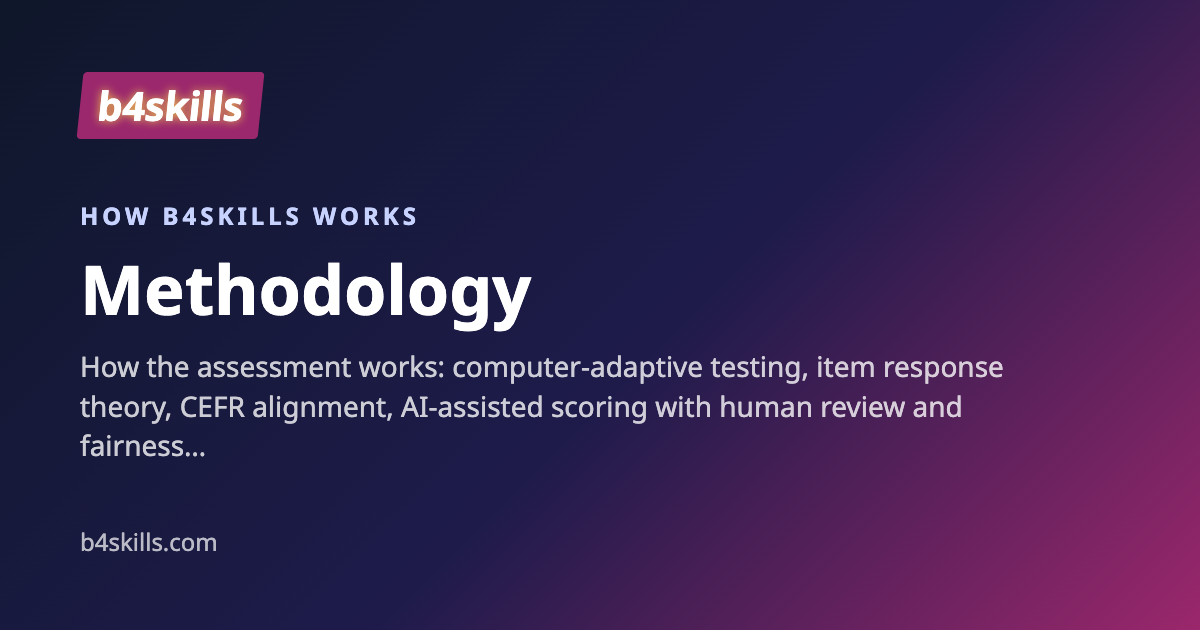 b4skills
HOW B4SKILLS WORKS
Methodology
How the assessment works: computer-adaptive testing, item response
theory, CEFR alignment, AI-assisted scoring with human review and
fairness...
b4skills.com